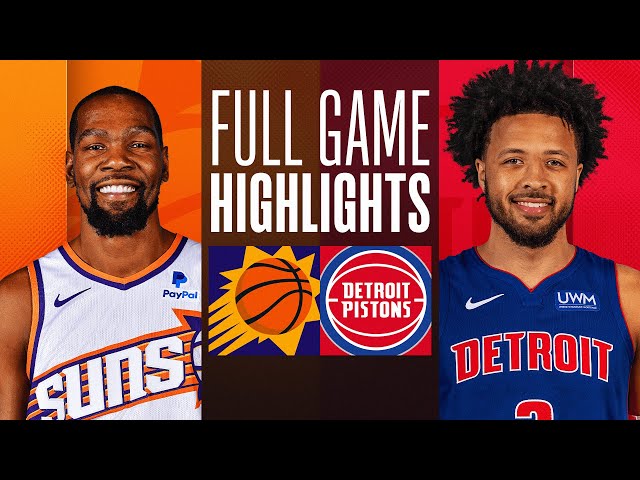 FULL GAME
HIGHLIGHTS
DETROIT
PISTONS
PayPal
SUNS
UWM
DETROIT